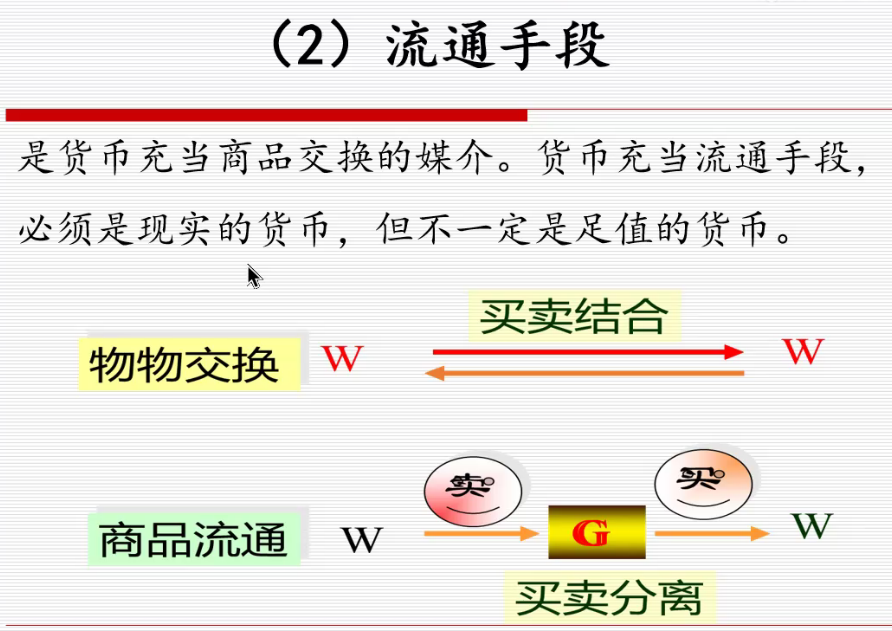 （2）流通手段
是货币充当商品交换的媒介。货币充当流通手段，
必须是现实的货币，但不一定是足值的货币。
买卖结合
物物交换 W W
卖 买
商品流通 W G W
买卖分离